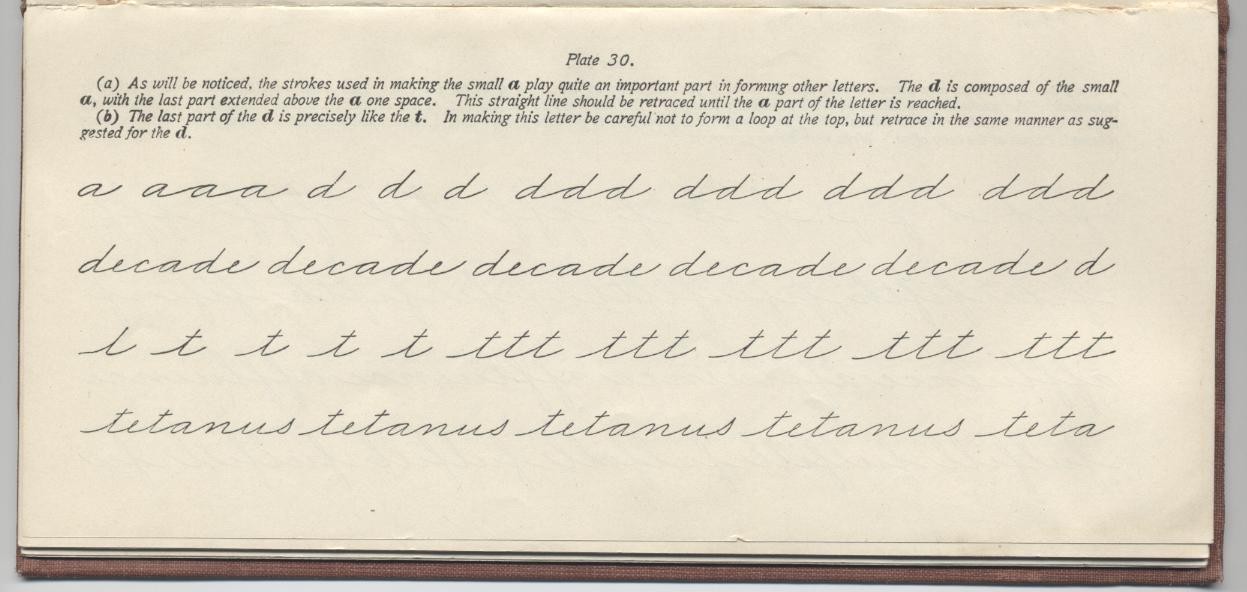 Plate 30.
(a) As will be noticed, the strokes used in making the small a play quite an important part in forming other letters. The d is composed of the small
a, with the last part extended above the a one space. This straight line should be retraced until the a part of the letter is reached.
(b) The last part of the d is precisely like the t. In making this letter be careful not to form a loop at the top, but retrace in the same manner as sug-
gested for the d.
a aaa d d d ddd ddd ddd ddd
decade decade decade decade decade d
l t t t t ttt ttt ttt ttt ttt
tetanus tetanus tetanus tetanus teta